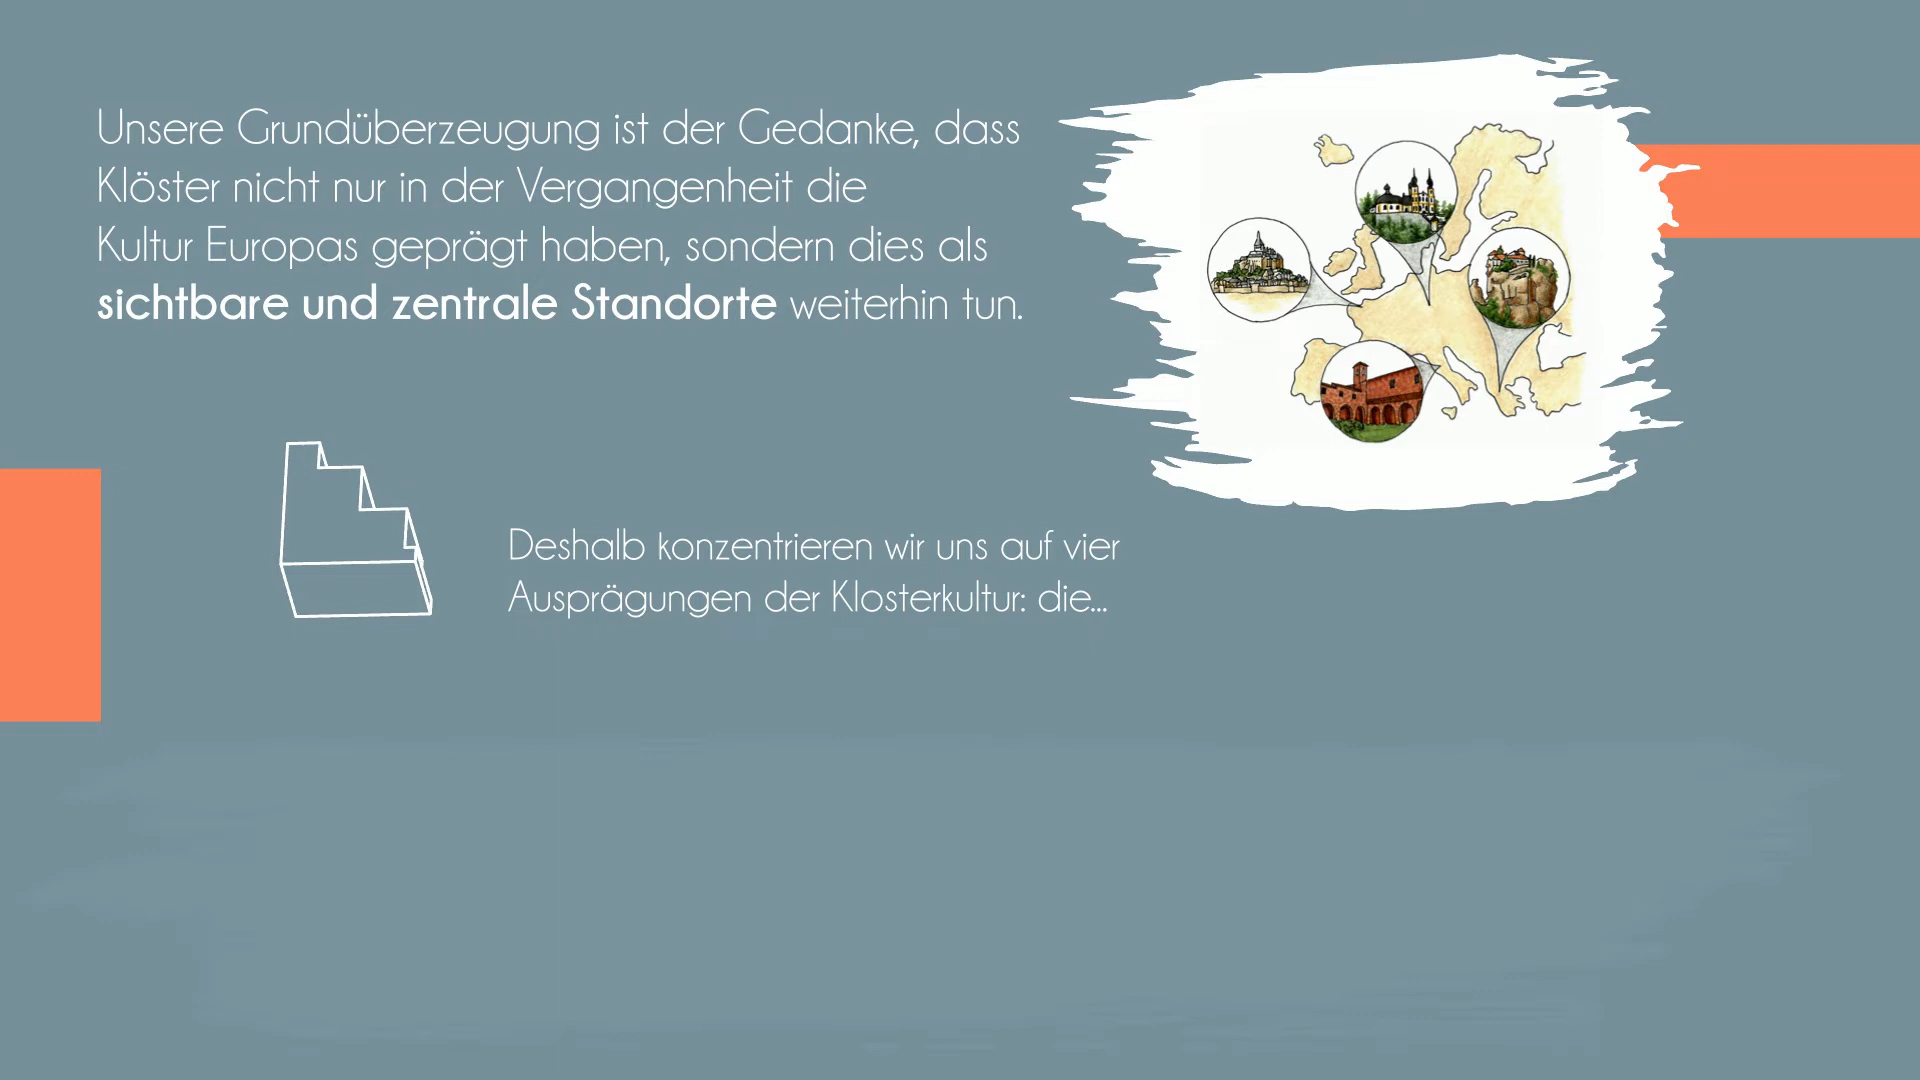 Unsere Grundüberzeugung ist der Gedanke, dass
Klöster nicht nur in der Vergangenheit die
Kultur Europas geprägt haben, sondern dies als
sichtbare und zentrale Standorte weiterhin tun.
Deshalb konzentrieren wir uns auf vier
Ausprägungen der Klosterkultur: die...